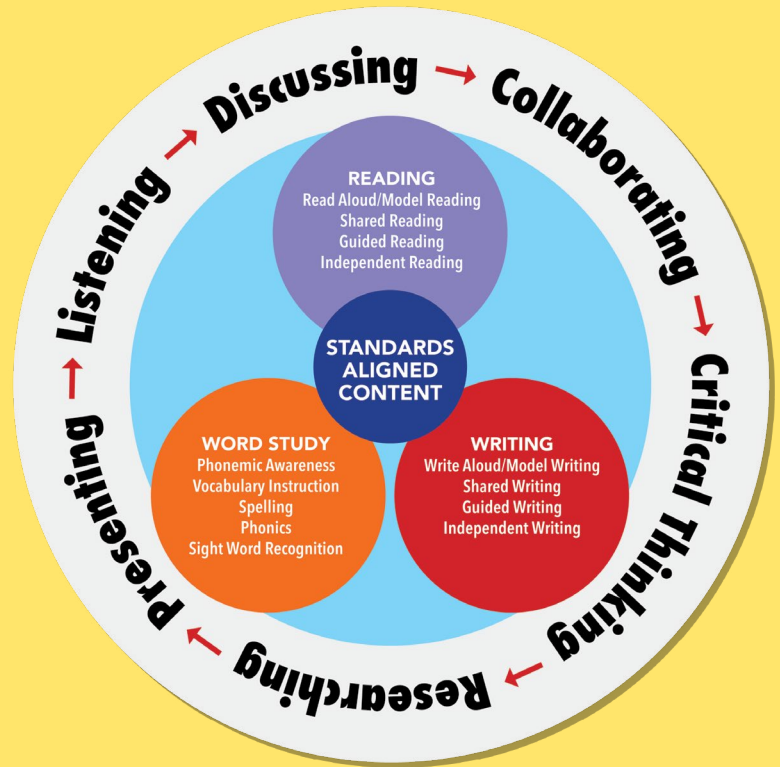 Listening → Discussing → Collaborating → Critical Thinking → Researching → Presenting →
READING
Read Aloud/Model Reading
Shared Reading
Guided Reading
Independent Reading
STANDARDS
ALIGNED
CONTENT
WORD STUDY
Phonemic Awareness
Vocabulary Instruction
Spelling
Phonics
Sight Word Recognition
WRITING
Write Aloud/Model Writing
Shared Writing
Guided Writing
Independent Writing